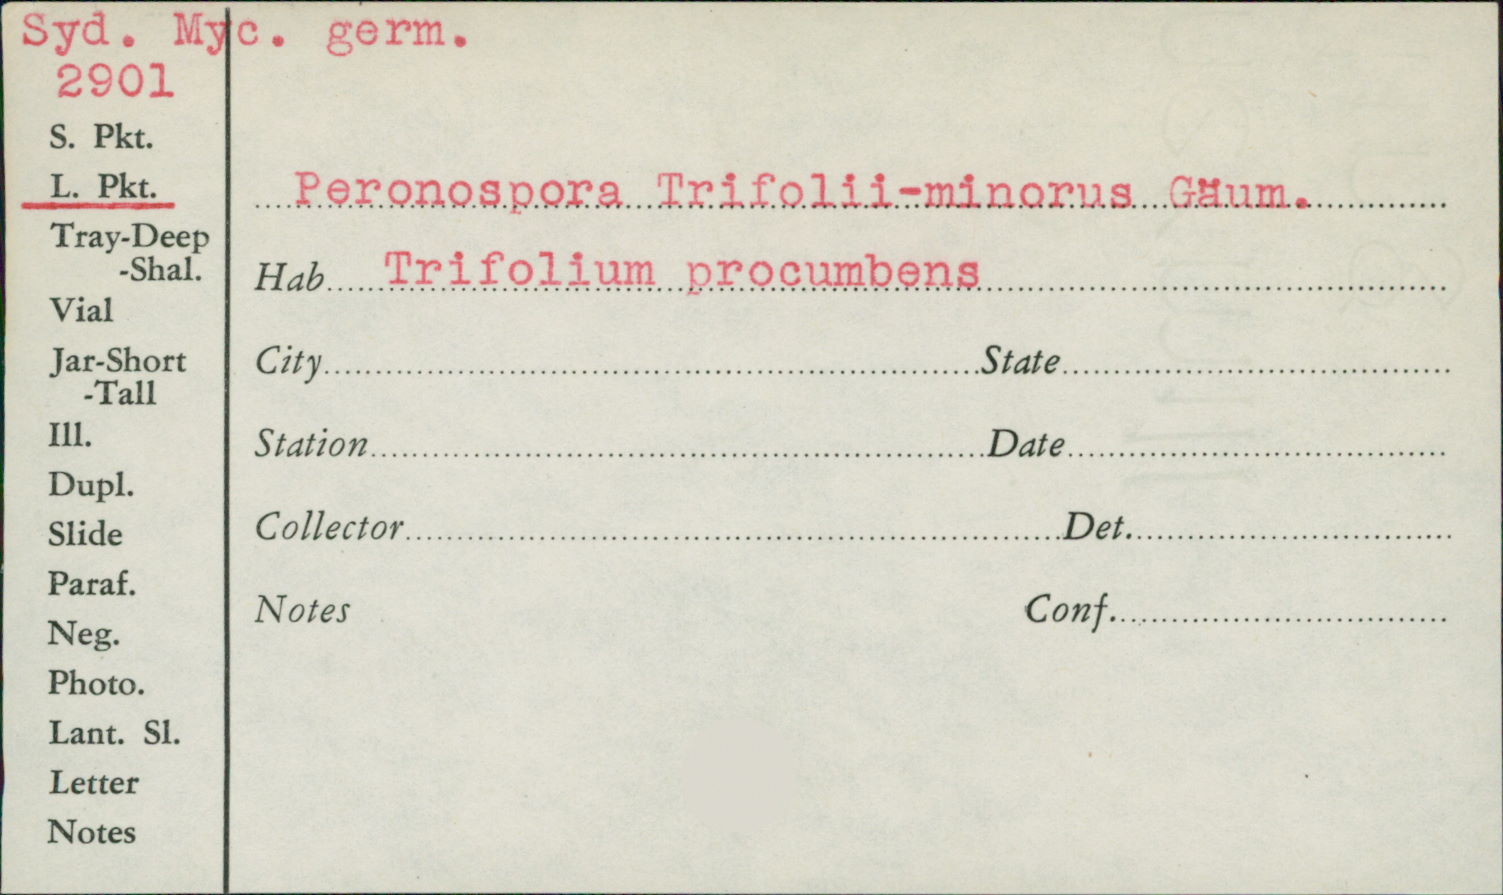 Syd. Myc. germ.
2901
S. Pkt.
L. Pkt.
Tray-Deep
-Shal.
Vial
Jar-Short
-Tall
Ill.
Dupl.
Slide
Paraf.
Neg.
Photo.
Lant. Sl.
Letter
Notes
Peronospora Trifolii-minorus Gäum.
Hab Trifolium procumbens
City State
Station Date
Collector Det.
Notes Conf.